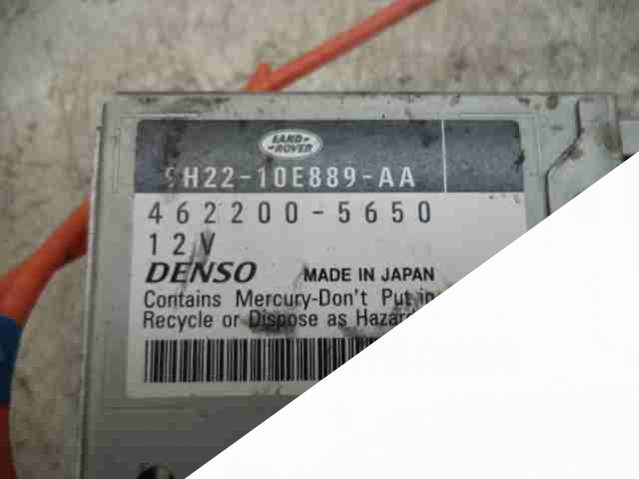 LAND-
-ROVER
H22-10E889-AA
462200-5650
12V
DENSO MADE IN JAPAN
Contains Mercury-Don't Put in
Recycle or Dispose as